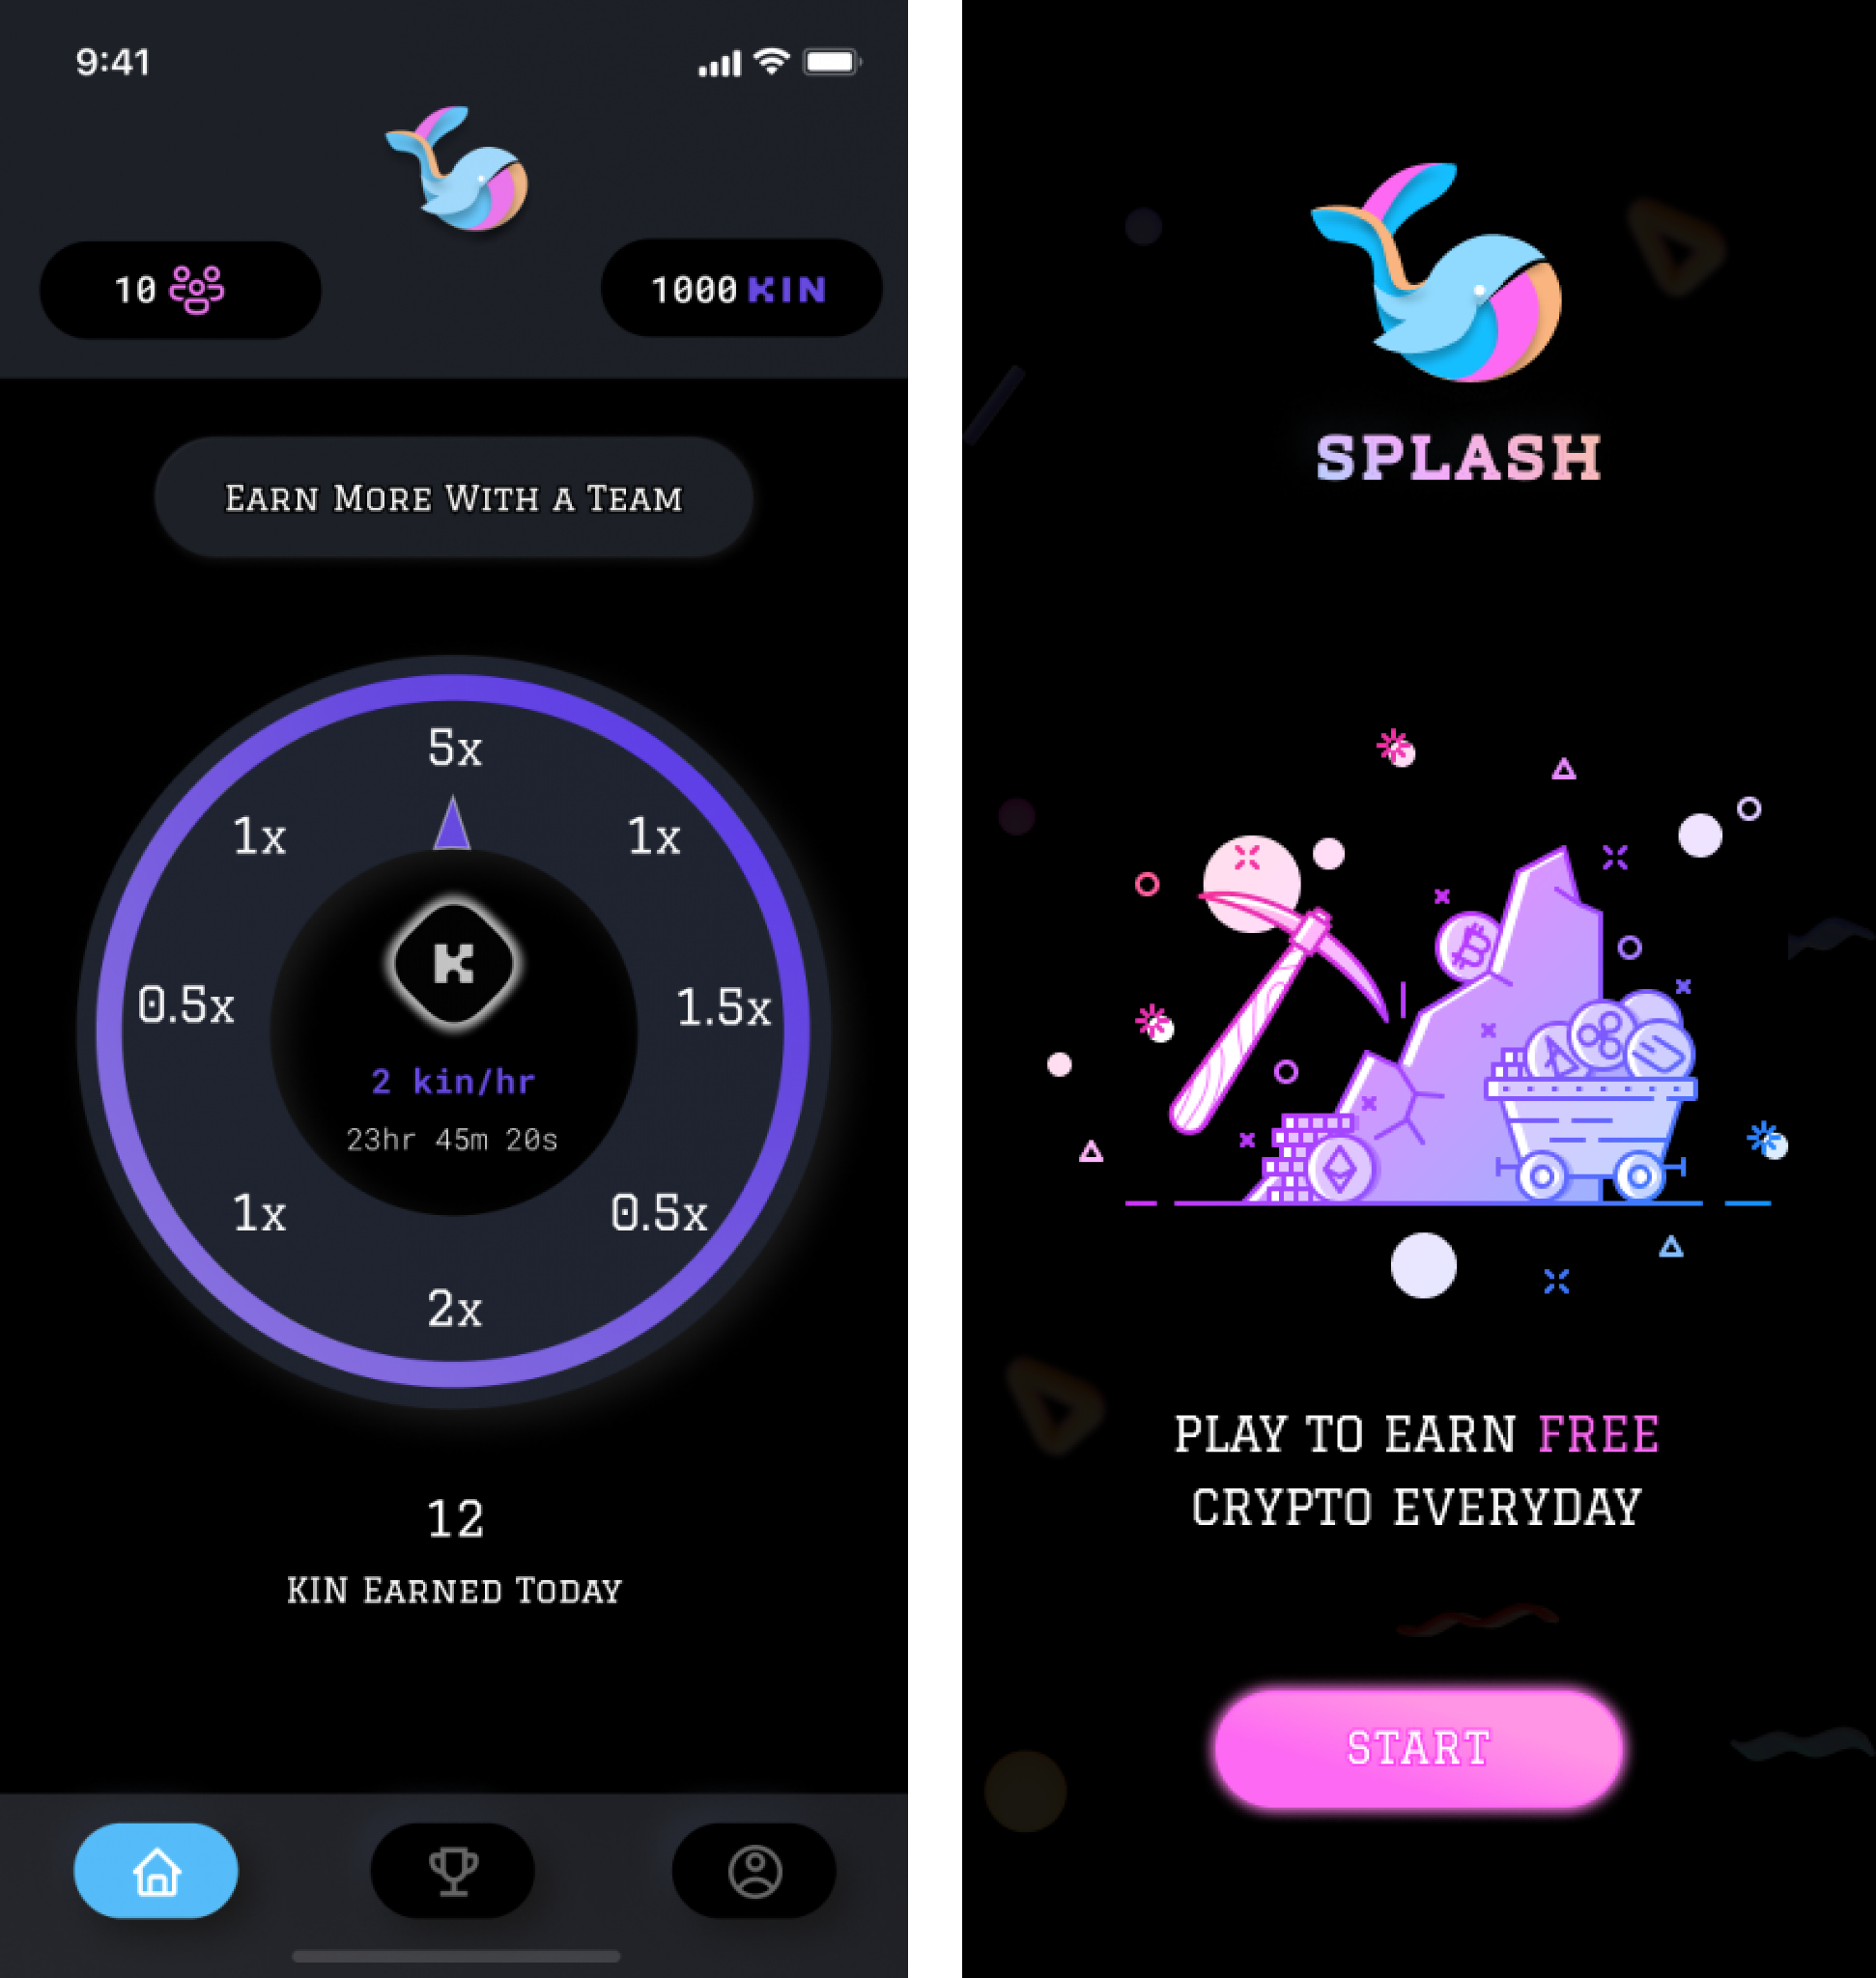 9:41
10
1000 KIN
Earn More With a Team
5x
1x
1x
0.5x
1.5x
K
2 kin/hr
23hr 45m 20s
1x
0.5x
2x
12
KIN Earned Today
SPLASH
PLAY TO EARN FREE
CRYPTO EVERYDAY
START